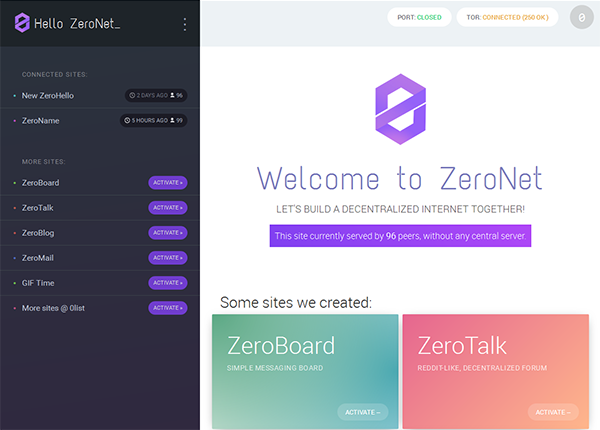 Hello ZeroNet_
PORT: CLOSED
TOR: CONNECTED (250 OK )
0
CONNECTED SITES:
New ZeroHello 2 DAYS AGO 96
ZeroName 5 HOURS AGO 99
MORE SITES:
ZeroBoard ACTIVATE »
ZeroTalk ACTIVATE »
ZeroBlog ACTIVATE »
ZeroMail ACTIVATE »
GIF Time ACTIVATE »
More sites @ 0list ACTIVATE »
Welcome to ZeroNet
LET'S BUILD A DECENTRALIZED INTERNET TOGETHER!
This site currently served by 96 peers, without any central server.
Some sites we created:
ZeroBoard
SIMPLE MESSAGING BOARD
ACTIVATE —
ZeroTalk
REDDIT-LIKE, DECENTRALIZED FORUM
ACTIVATE —